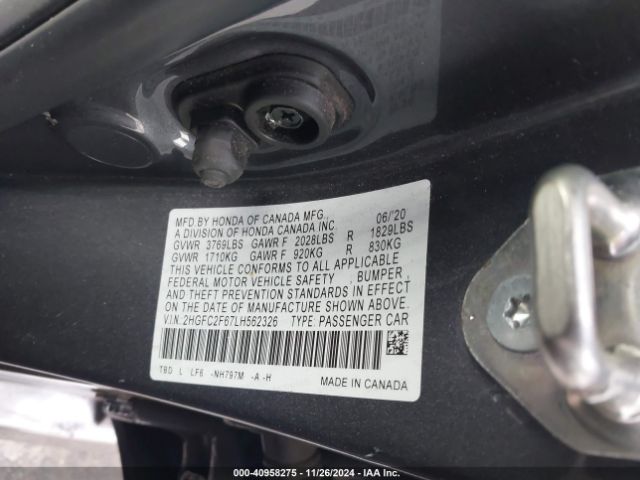 MFD.BY HONDA OF CANADA MFG., 06/'20
A DIVISION OF HONDA CANADA INC.
GVWR 3769LBS GAWR F 2028LBS R 1829LBS
GVWR 1710KG GAWR F 920KG R 830KG
THIS VEHICLE CONFORMS TO ALL APPLICABLE
FEDERAL MOTOR VEHICLE SAFETY , BUMPER ,
AND THEFT PREVENTION STANDARDS IN EFFECT
ON THE DATE OF MANUFACTURE SHOWN ABOVE.
V.I.N.:2HGFC2F67LH562326 TYPE: PASSENGER CAR
TBD L LF6 -NH797M -A -H
MADE IN CANADA
000-40958275 | 11/26/2024 | IAA Inc.